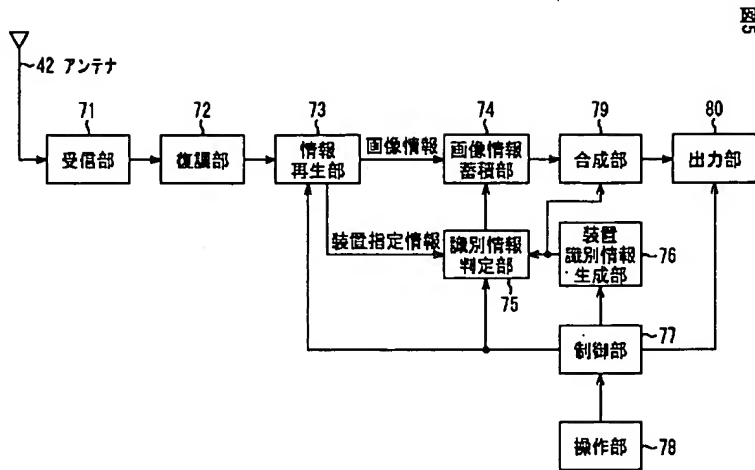 図5
42 アンテナ
71
受信部
72
復調部
73
情報
再生部
画像情報
74
画像情報
蓄積部
79
合成部
80
出力部
装置指定情報
識別情報
判定部
75
装置
識別情報
生成部
76
制御部
77
操作部
78